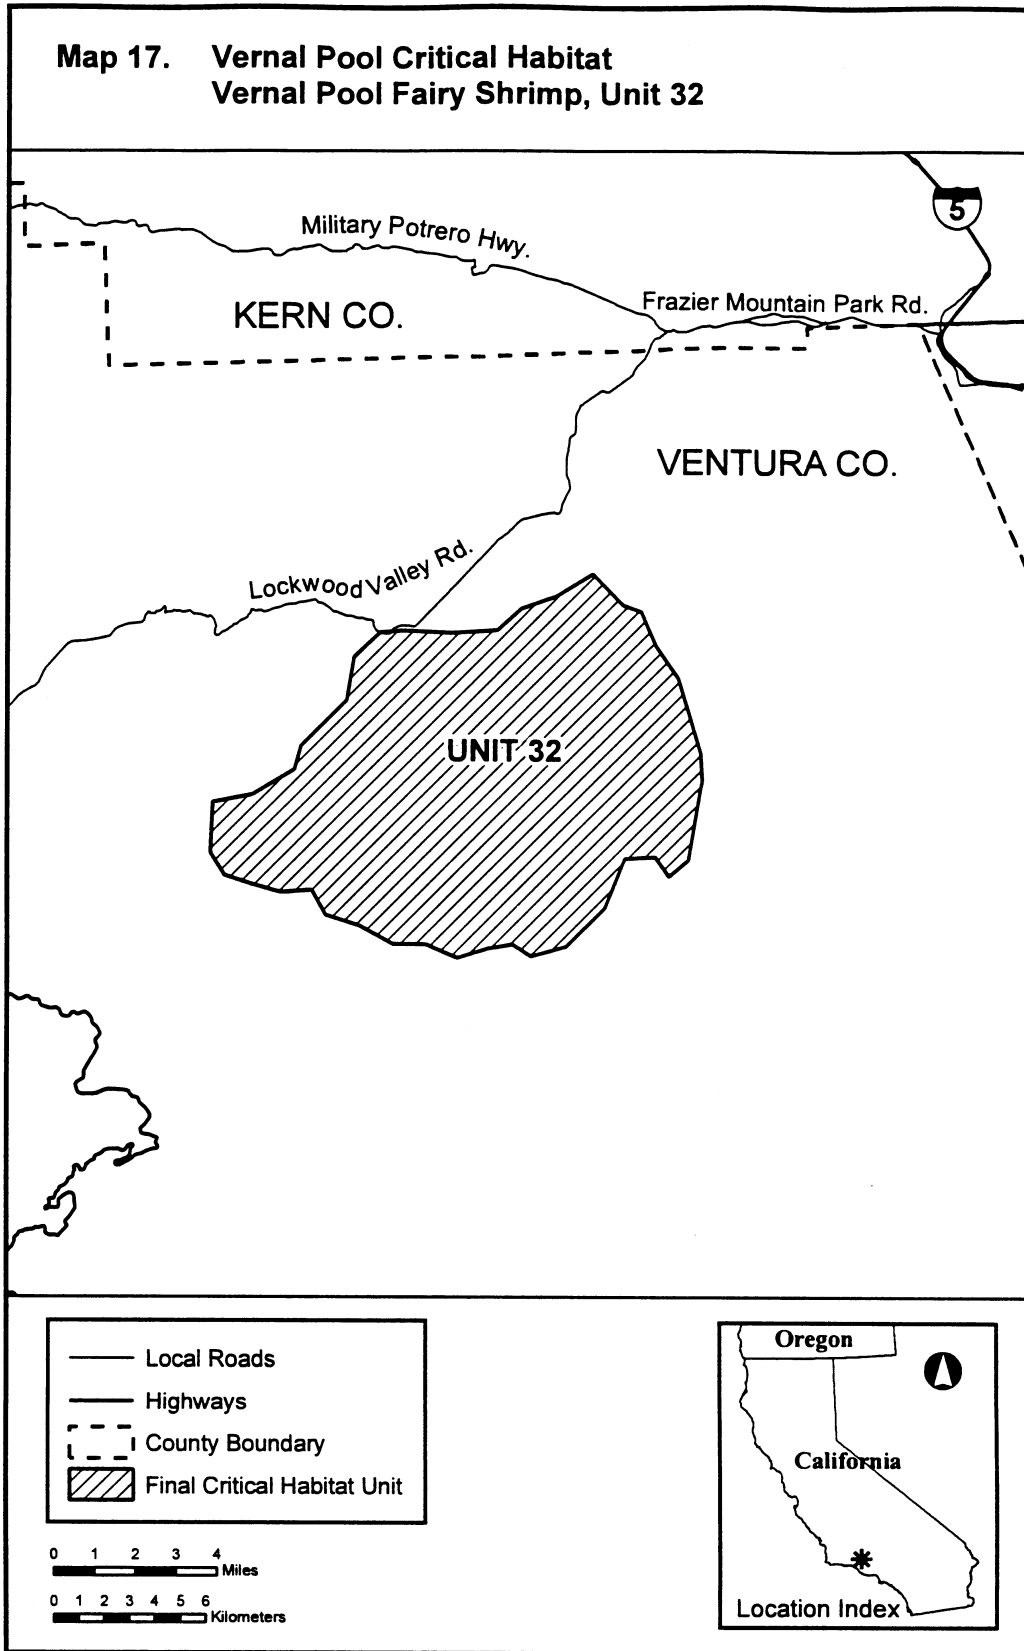 Map 17. Vernal Pool Critical Habitat
Vernal Pool Fairy Shrimp, Unit 32
5
Military Potrero Hwy.
Frazier Mountain Park Rd.
KERN CO.
VENTURA CO.
Lockwood Valley Rd.
UNIT 32
Local Roads
Highways
County Boundary
Final Critical Habitat Unit
0 1 2 3 4
Miles
0 1 2 3 4 5 6
Kilometers
Oregon
California
Location Index